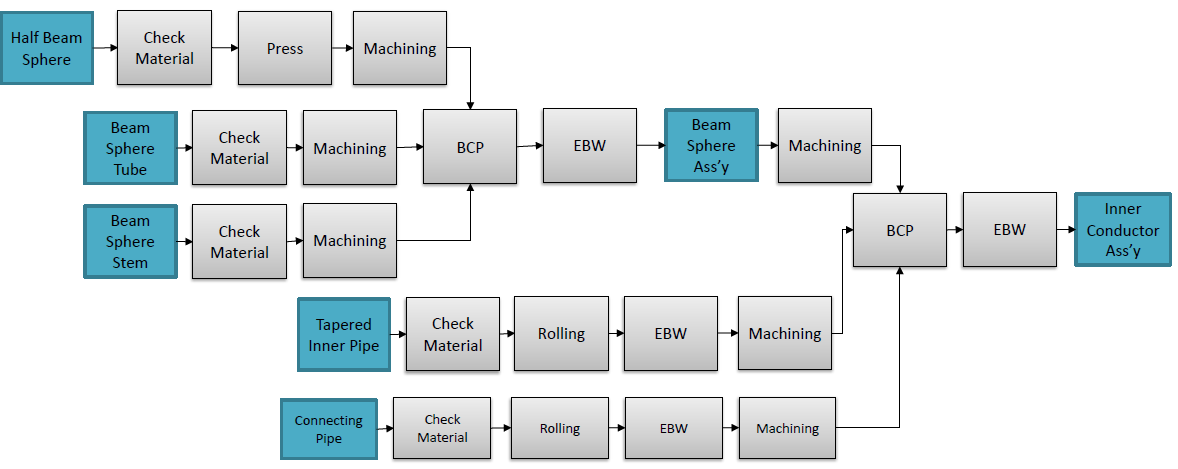 Half Beam
Sphere
Check
Material
Press
Machining
Beam
Sphere
Tube
Check
Material
Machining
BCP
EBW
Beam
Sphere
Ass’y
Machining
Beam
Sphere
Stem
Check
Material
Machining
BCP
EBW
Inner
Conductor
Ass’y
Tapered
Inner Pipe
Check
Material
Rolling
EBW
Machining
Connecting
Pipe
Check
Material
Rolling
EBW
Machining